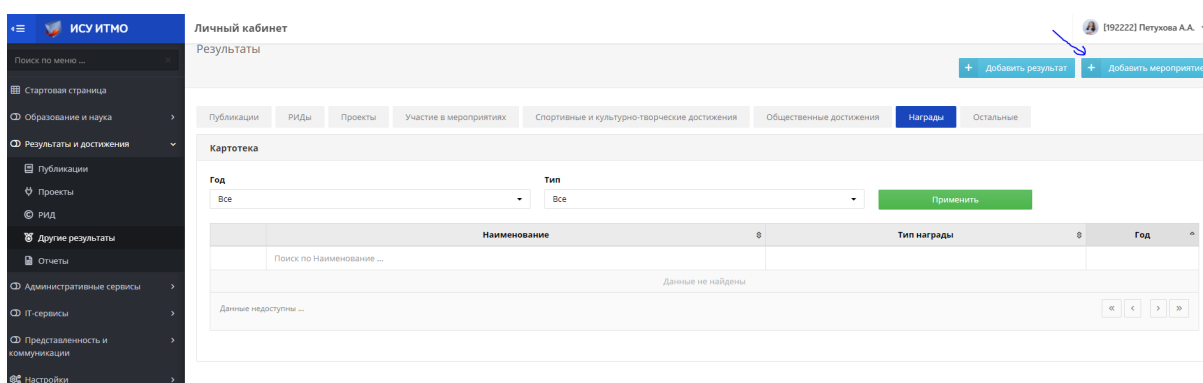 ИСУ ИТМО
Личный кабинет
[192222] Петухова А.А.
Поиск по меню ...
Результаты
+ Добавить результат
+ Добавить мероприятие
Стартовая страница
Образование и наука
Результаты и достижения
Публикации
Проекты
РИД
Другие результаты
Отчеты
Административные сервисы
IT-сервисы
Представленность и
коммуникации
Настройки
Публикации
РИДы
Проекты
Участие в мероприятиях
Спортивные и культурно-творческие достижения
Общественные достижения
Награды
Остальные
Картотека
Год
Тип
Все
Все
Применить
Наименование
Тип награды
Год
Поиск по Наименование ...
Данные не найдены
Данные недоступны ...
« ‹ › »